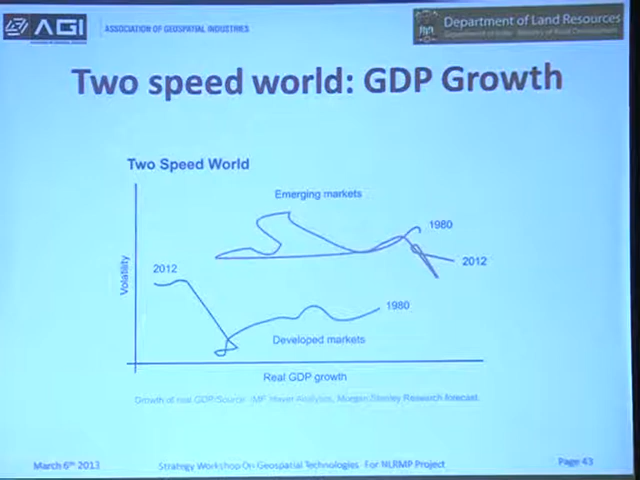 AGI
ASSOCIATION OF GEOSPATIAL INDUSTRIES
Department of Land Resources
Two speed world: GDP Growth
Two Speed World
Emerging markets
1980
2012
Volatility
2012
1980
Developed markets
Real GDP growth
Growth of real GDP/Source: IMF Haver Analytics, Morgan Stanley Research forecast.
March 6th 2013
Strategy Workshop On Geospatial Technologies For NLRMP Project
Page 43